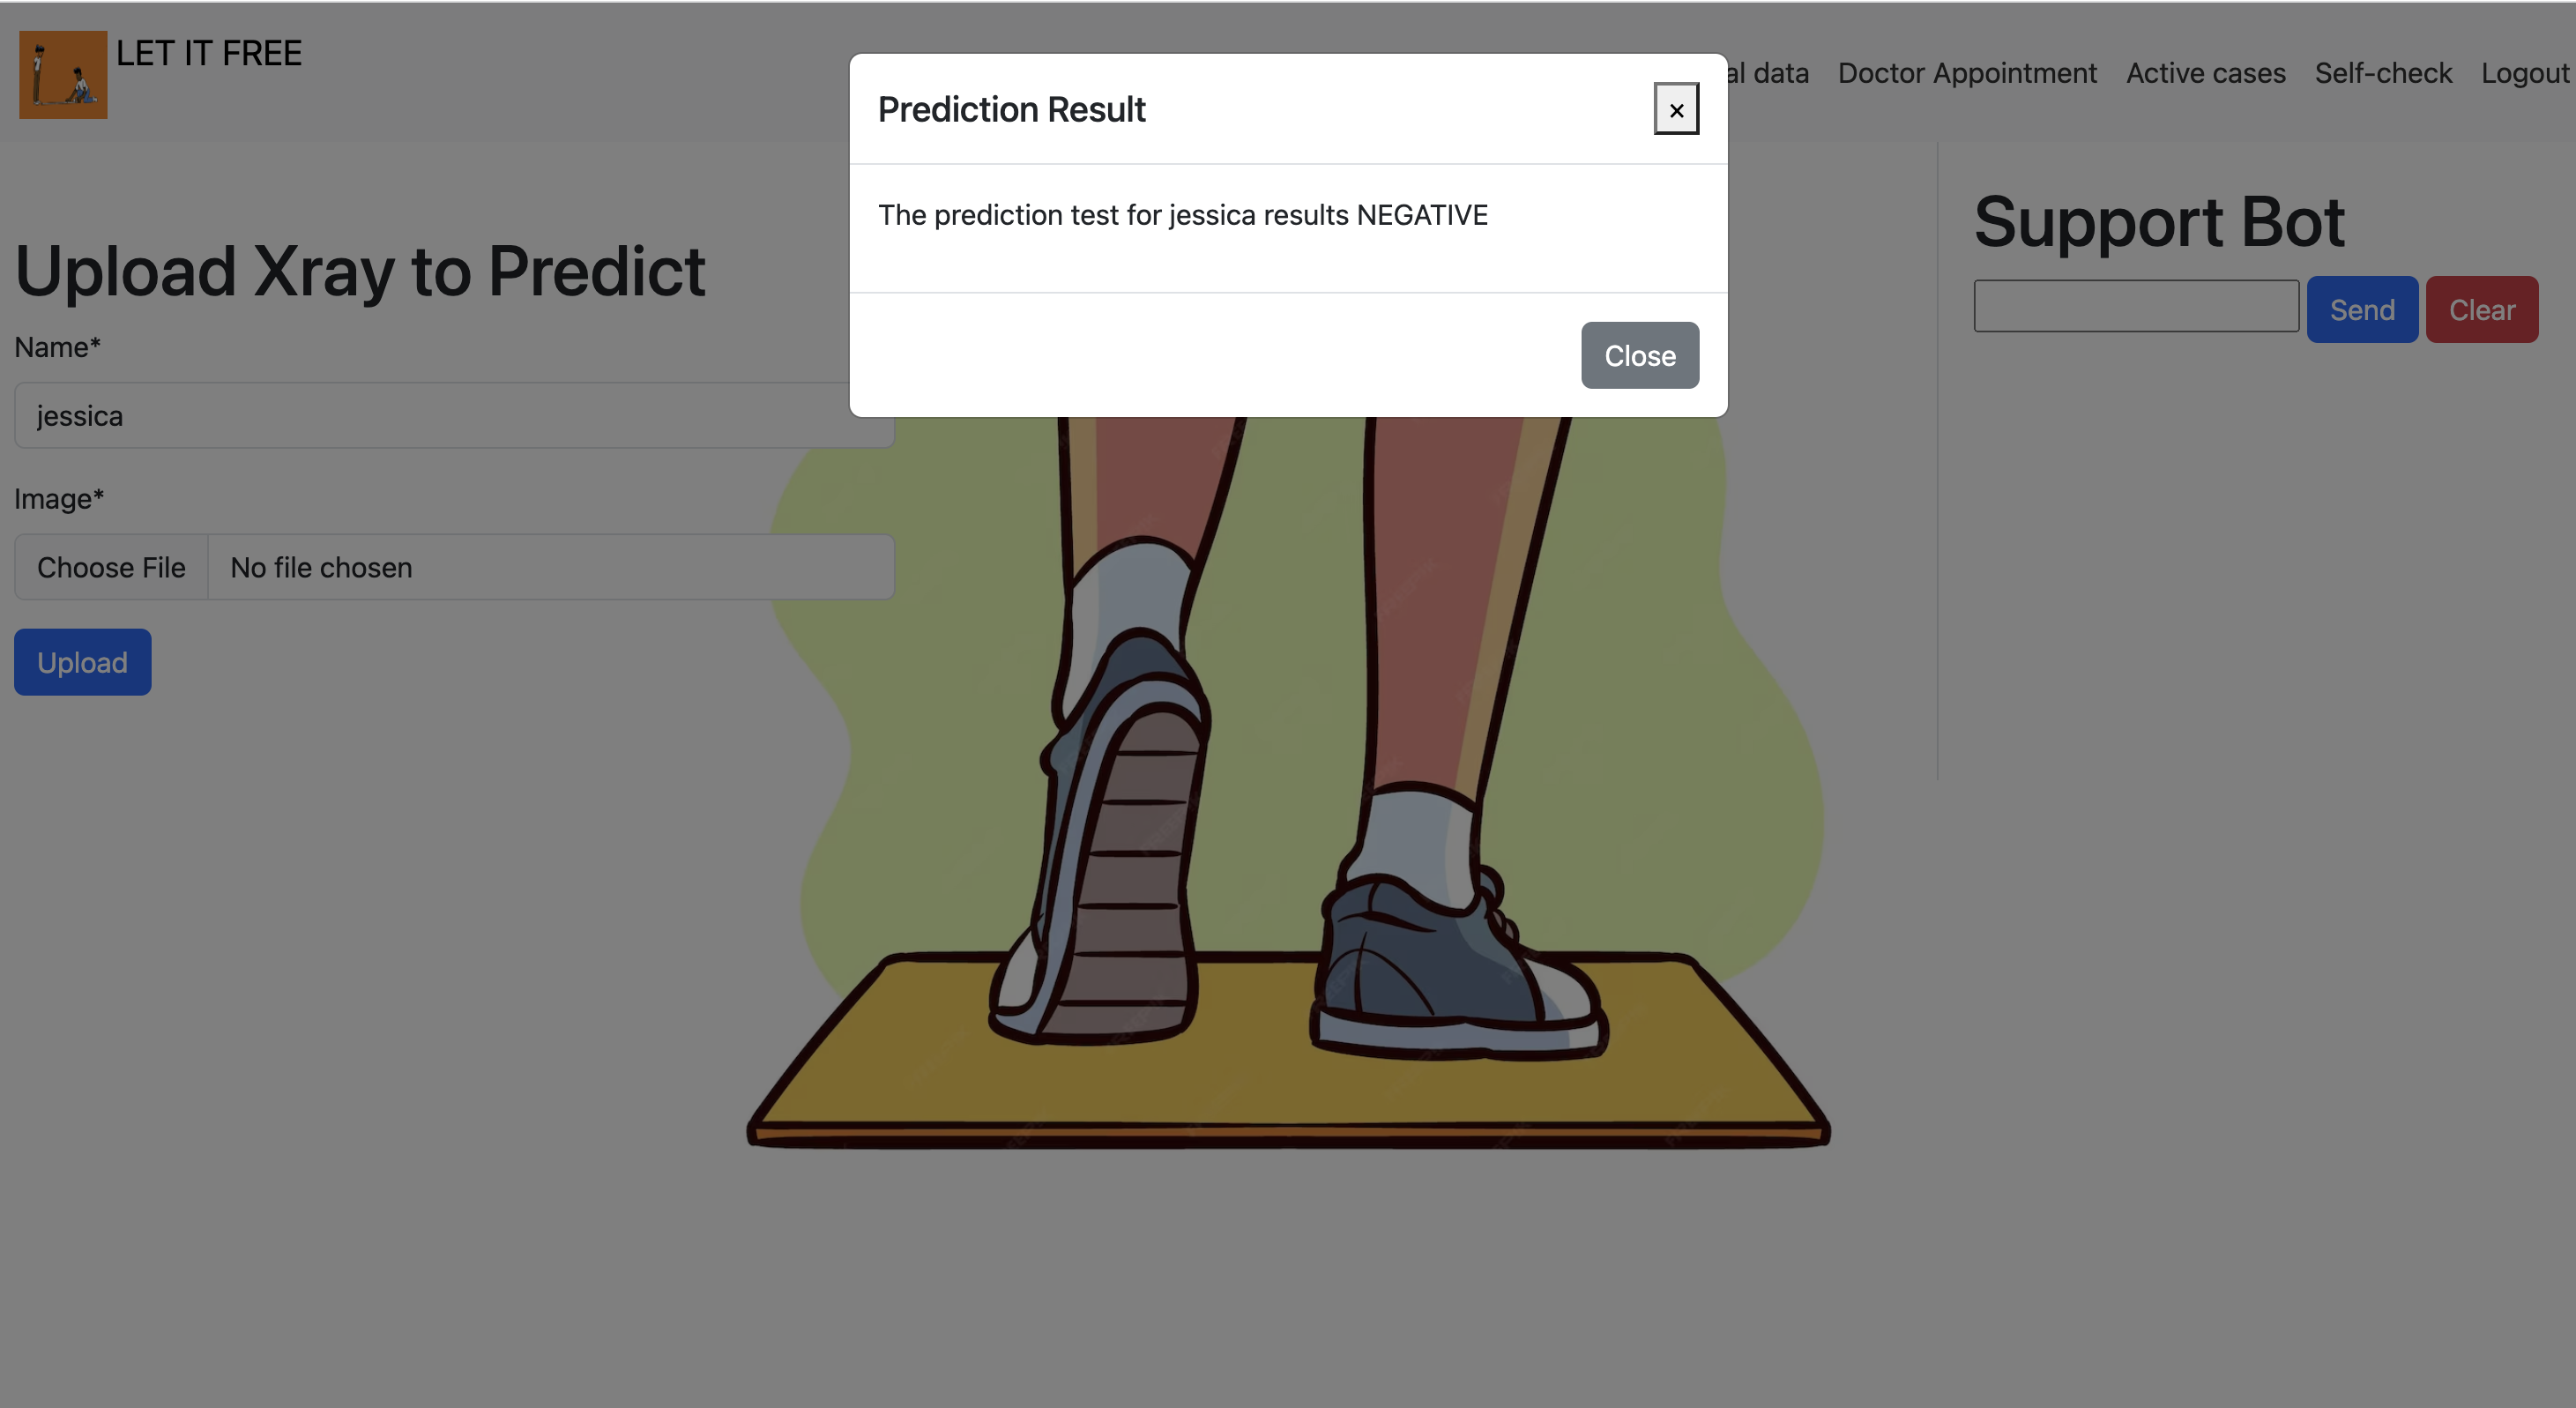 LET IT FREE
al data Doctor Appointment Active cases Self-check Logout
Prediction Result
×
The prediction test for jessica results NEGATIVE
Close
Upload Xray to Predict
Name*
jessica
Image*
Choose File No file chosen
Upload
Support Bot
Send Clear